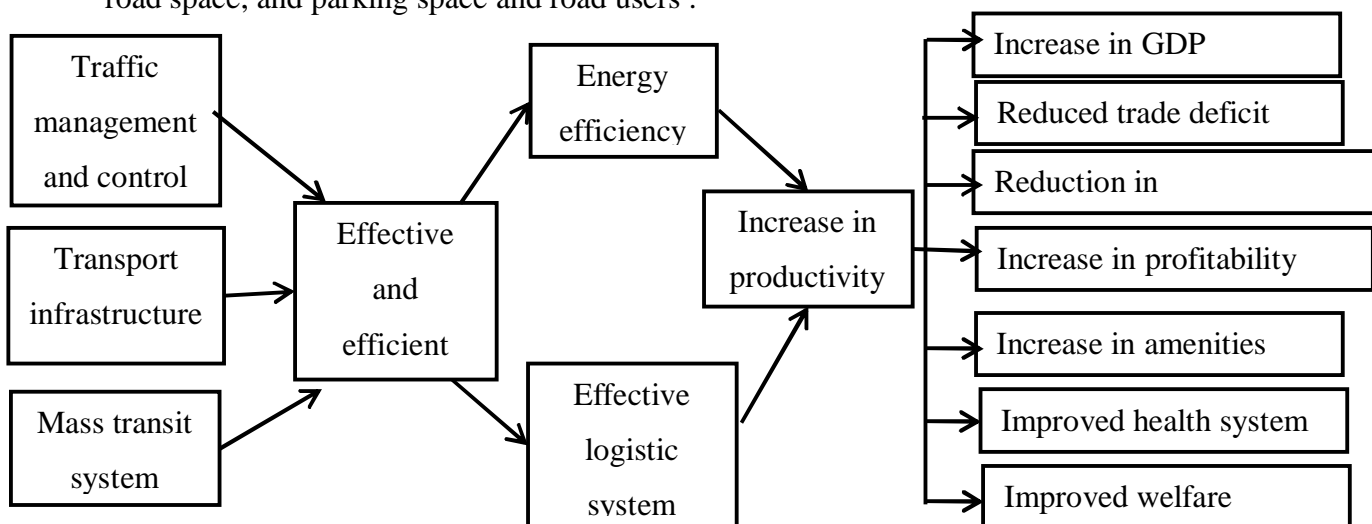 road space, and parking space and road users .
Traffic
management
and control
Transport
infrastructure
Mass transit
system
Effective
and
efficient
Energy
efficiency
Effective
logistic
system
Increase in
productivity
Increase in GDP
Reduced trade deficit
Reduction in
Increase in profitability
Increase in amenities
Improved health system
Improved welfare